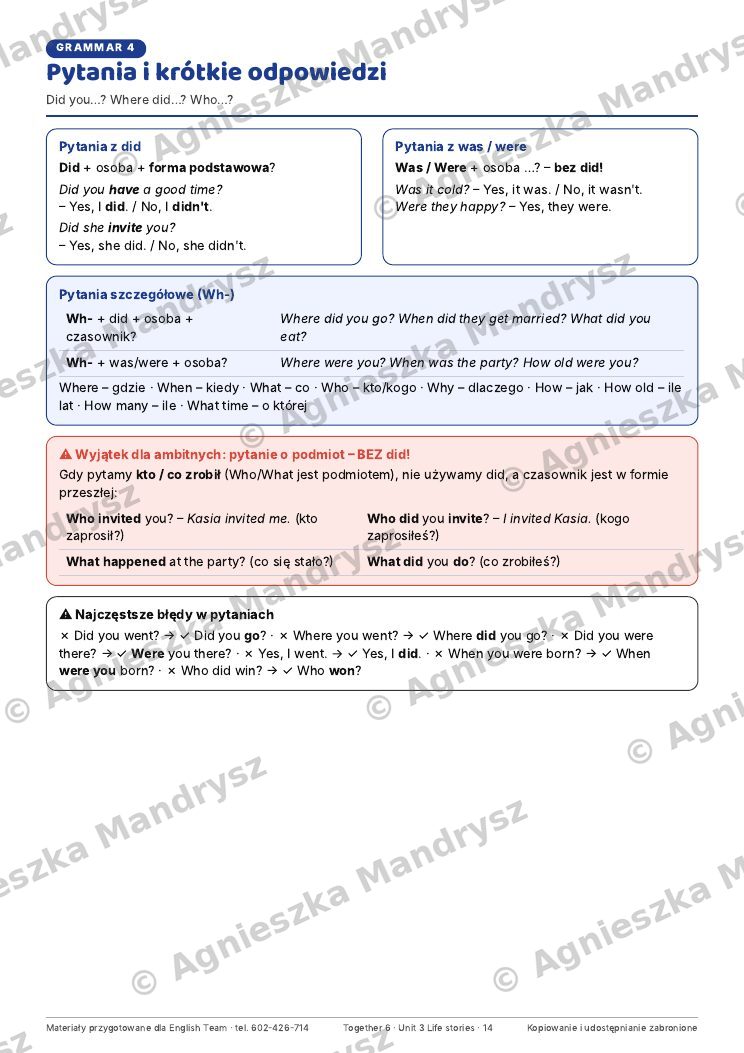 GRAMMAR 4
Pytania i krótkie odpowiedzi
Did you...? Where did...? Who...?
Pytania z did
Did + osoba + forma podstawowa?
Did you have a good time?
– Yes, I did. / No, I didn't.
Did she invite you?
– Yes, she did. / No, she didn't.
Pytania z was / were
Was / Were + osoba ...? – bez did!
Was it cold? – Yes, it was. / No, it wasn't.
Were they happy? – Yes, they were.
Pytania szczegółowe (Wh-)
Wh- + did + osoba +
czasownik?
Where did you go? When did they get married? What did you
eat?
Wh- + was/were + osoba?
Where were you? When was the party? How old were you?
Where – gdzie · When – kiedy · What – co · Who – kto/kogo · Why – dlaczego · How – jak · How old – ile
lat · How many – ile · What time – o której
⚠ Wyjątek dla ambitnych: pytanie o podmiot – BEZ did!
Gdy pytamy kto / co zrobił (Who/What jest podmiotem), nie używamy did, a czasownik jest w formie
przeszłej:
Who invited you? – Kasia invited me. (kto
zaprosił?)
Who did you invite? – I invited Kasia. (kogo
zaprosiłeś?)
What happened at the party? (co się stało?)
What did you do? (co zrobiłeś?)
⚠ Najczęstsze błędy w pytaniach
× Did you went? → ✓ Did you go? · × Where you went? → ✓ Where did you go? · × Did you were
there? → ✓ Were you there? · × Yes, I went. → ✓ Yes, I did. · × When you were born? → ✓ When
were you born? · × Who did win? → ✓ Who won?
Materiały przygotowane dla English Team · tel. 602-426-714
Together 6 · Unit 3 Life stories · 14
Kopiowanie i udostępnianie zabronione
© Agnieszka Mandrysz